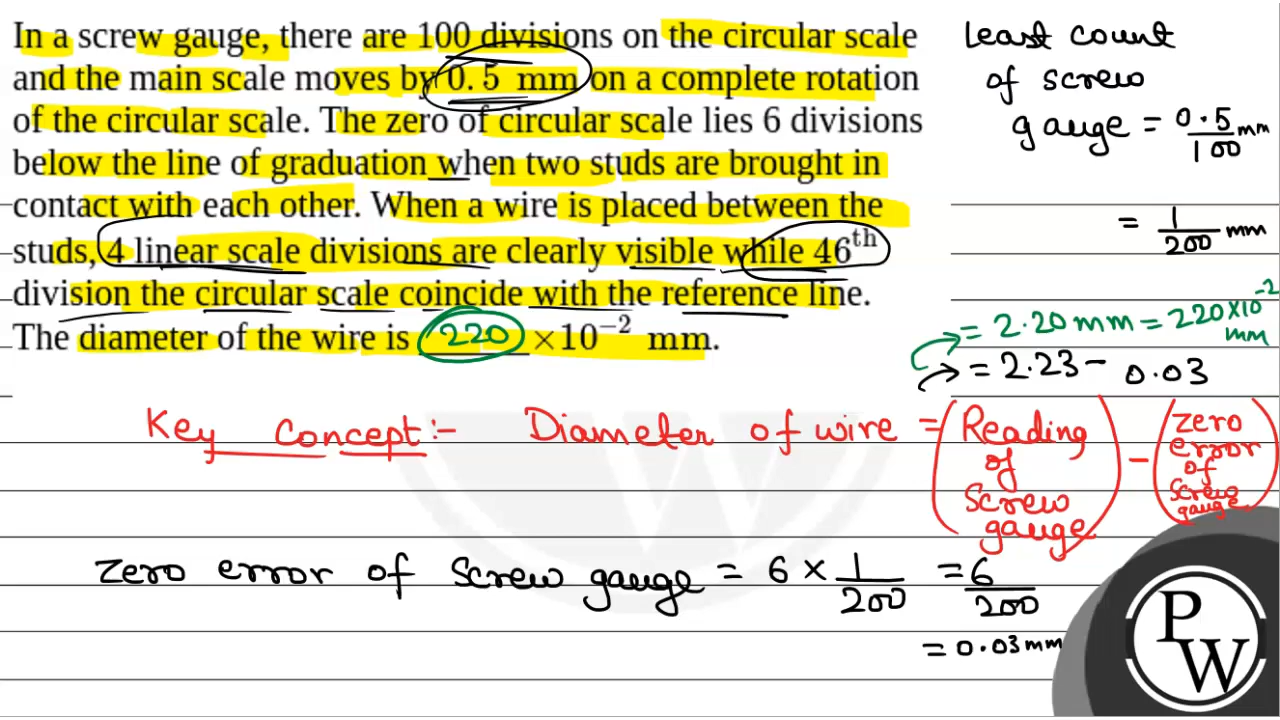 In a screw gauge, there are 100 divisions on the circular scale
and the main scale moves by 0. 5 mm on a complete rotation
of the circular scale. The zero of circular scale lies 6 divisions
below the line of graduation when two studs are brought in
contact with each other. When a wire is placed between the
studs, 4 linear scale divisions are clearly visible while 46th
division the circular scale coincide with the reference line.
The diameter of the wire is 220 ×10−2 mm.
Least count
of screw
gauge = 0.5/100 mm
= 1/200 mm
= 2.20 mm = 220×10-2 mm
= 2.23 - 0.03
Key concept:- Diameter of wire = (Reading of screw gauge) - (zero error of screw gauge)
Zero error of screw gauge = 6 × 1/200 = 6/200
= 0.03 mm
PW